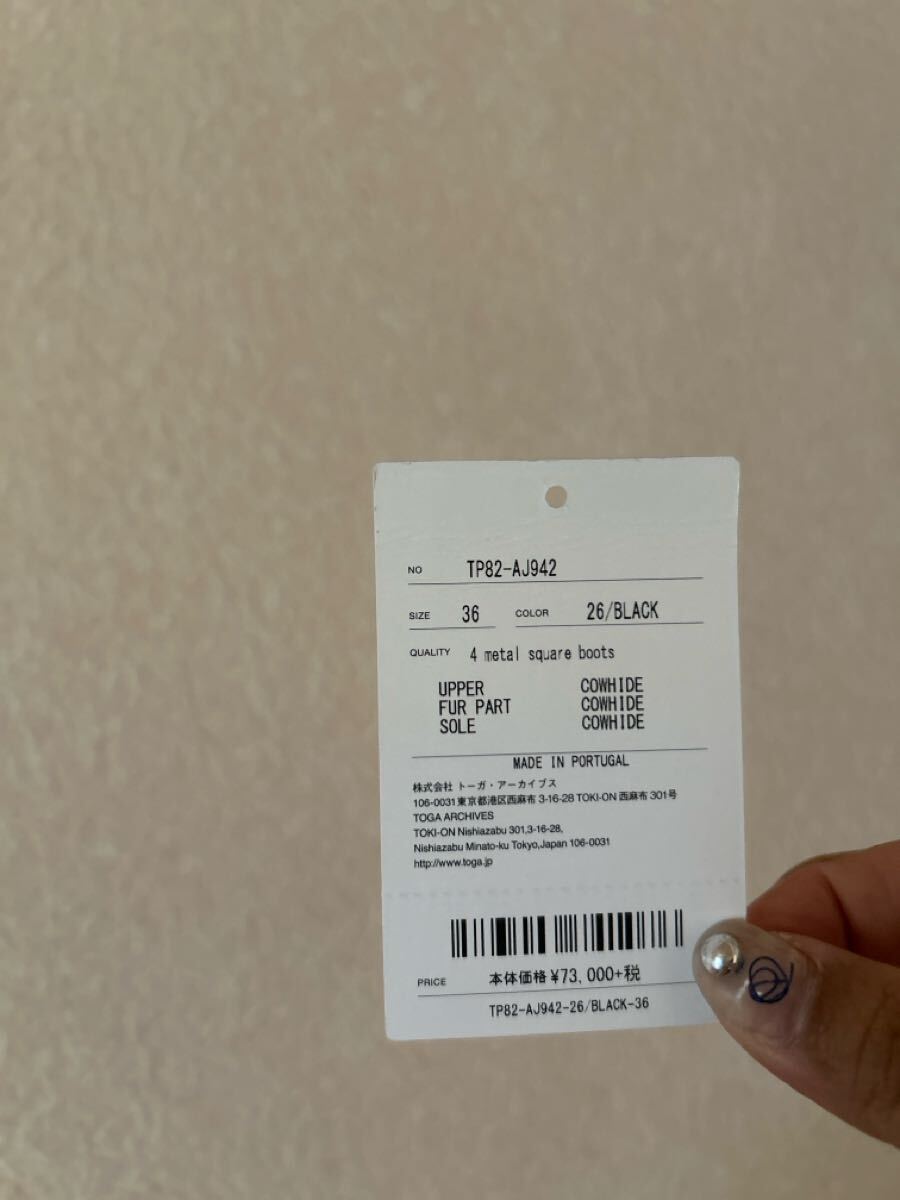 NO TP82-AJ942
SIZE 36 COLOR 26/BLACK
QUALITY 4 metal square boots
UPPER COWHIDE
FUR PART COWHIDE
SOLE COWHIDE
MADE IN PORTUGAL
株式会社 トーガ・アーカイブス
106-0031東京都港区西麻布 3-16-28 TOKI-ON 西麻布 301号
TOGA ARCHIVES
TOKI-ON Nishiazabu 301,3-16-28,
Nishiazabu Minato-ku Tokyo,Japan 106-0031
http://www.toga.jp
PRICE 本体価格 ¥73,000+税
TP82-AJ942-26/BLACK-36